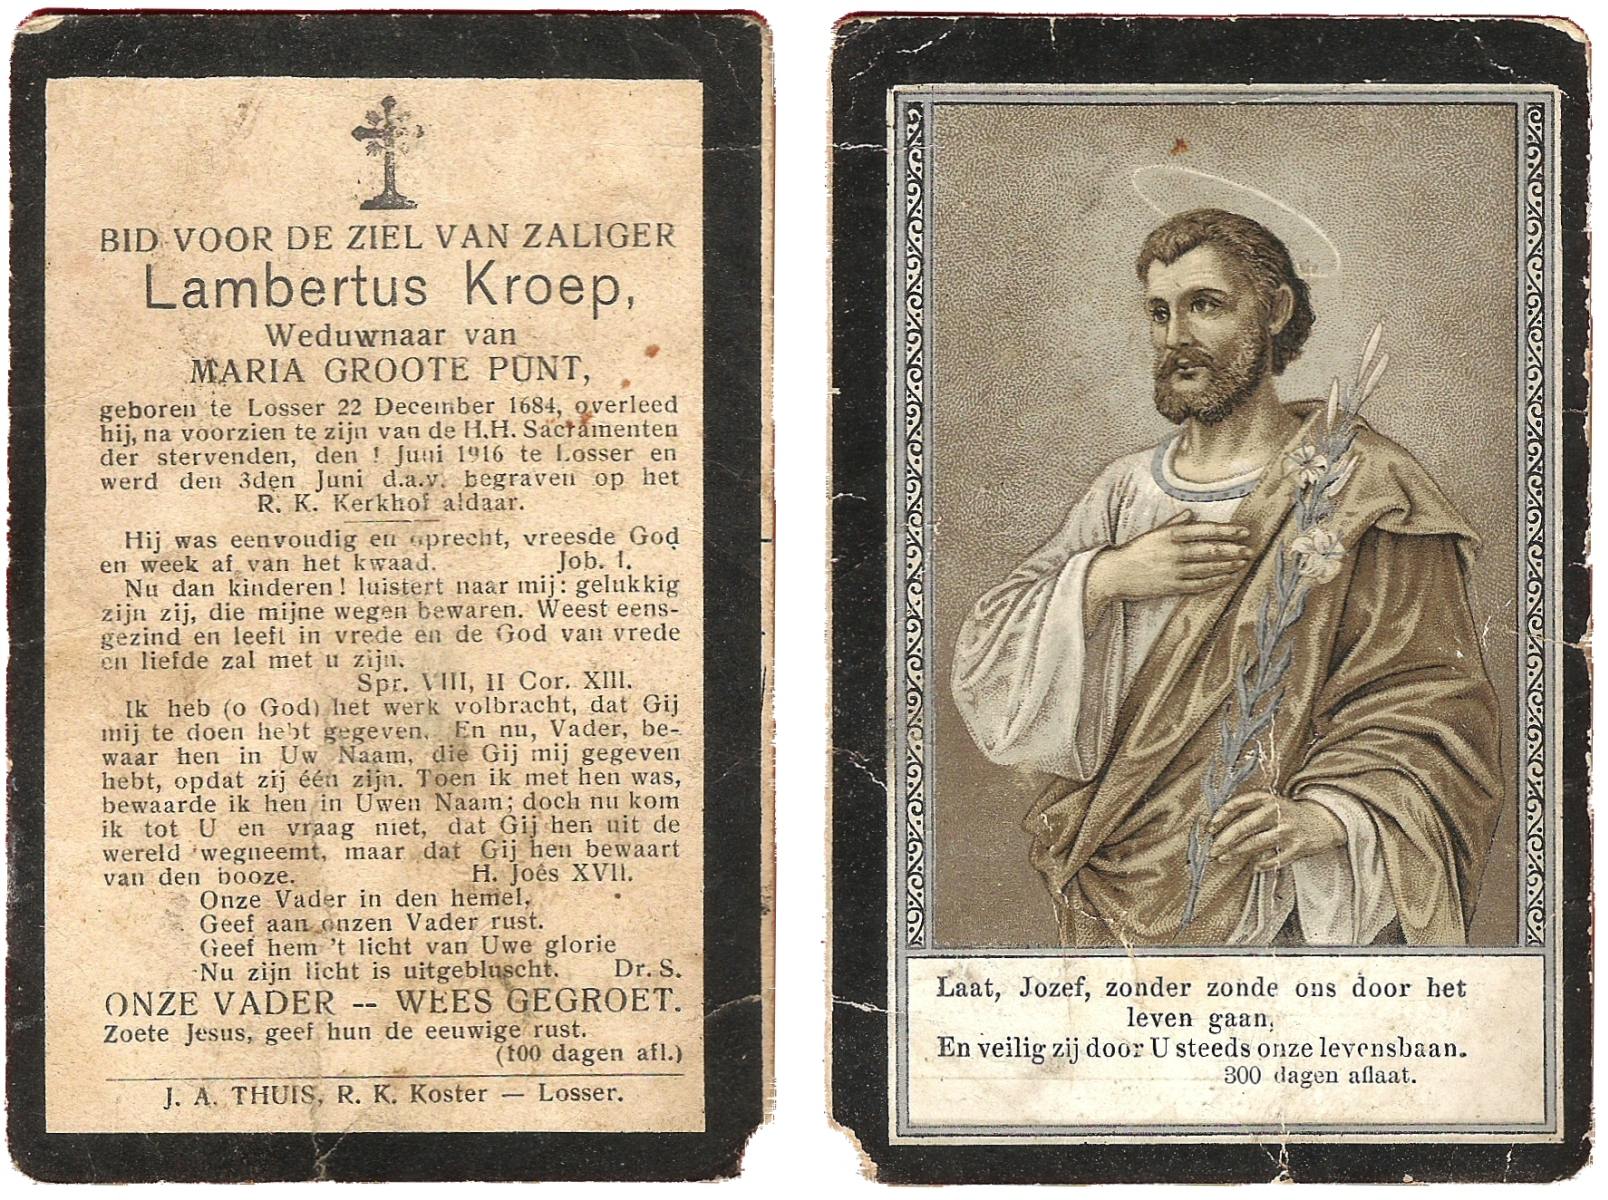 BID VOOR DE ZIEL VAN ZALIGER
Lambertus Kroep,
Weduwnaar van
MARIA GROOTE PUNT,
geboren te Losser 22 December 1684, overleed
hij, na voorzien te zijn van de H.H. Sacramenten
der stervenden, den 1 Juni 1916 te Losser en
werd den 3den Juni d.a.v. begraven op het
R. K. Kerkhof aldaar.
Hij was eenvoudig en oprecht, vreesde God
en week af van het kwaad. Job. I.
Nu dan kinderen! luistert naar mij: gelukkig
zijn zij, die mijne wegen bewaren. Weest eens-
gezind en leeft in vrede en de God van vrede
en liefde zal met u zijn.
Spr. VIII, II Cor. XIII.
Ik heb (o God) het werk volbracht, dat Gij
mij te doen hebt gegeven. En nu, Vader, be-
waar hen in Uw Naam, die Gij mij gegeven
hebt, opdat zij één zijn. Toen ik met hen was,
bewaarde ik hen in Uwen Naam; doch nu kom
ik tot U en vraag niet, dat Gij hen uit de
wereld wegneemt, maar dat Gij hen bewaart
van den booze. H. Joës XVII.
Onze Vader in den hemel,
Geef aan onzen Vader rust.
Geef hem 't licht van Uwe glorie
Nu zijn licht is uitgebluscht. Dr. S.
ONZE VADER -- WEES GEGROET.
Zoete Jesus, geef hun de eeuwige rust.
(100 dagen afl.)
J. A. THUIS, R. K. Koster — Losser.
Laat, Jozef, zonder zonde ons door het
leven gaan,
En veilig zij door U steeds onze levensbaan.
300 dagen aflaat.